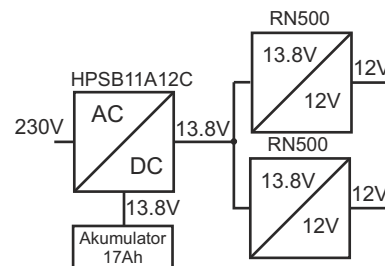 RN500
13.8V
12V
12V
HPSB11A12C
AC
DC
230V
13.8V
RN500
13.8V
12V
12V
13.8V
Akumulator
17Ah